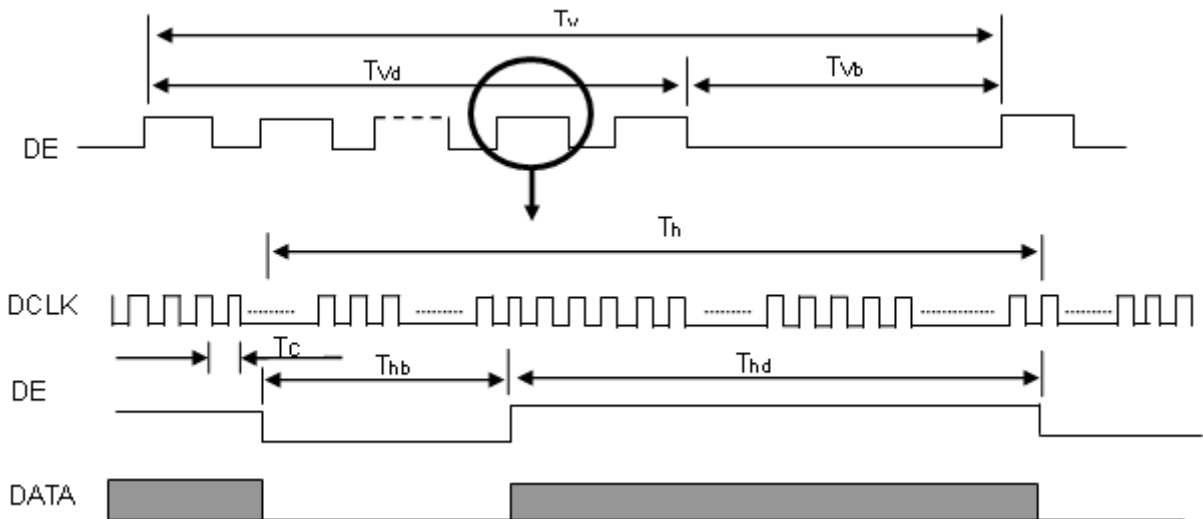 Tv
Tvd
Tvb
DE
Th
DCLK
Tc
Thb
Thd
DE
DATA